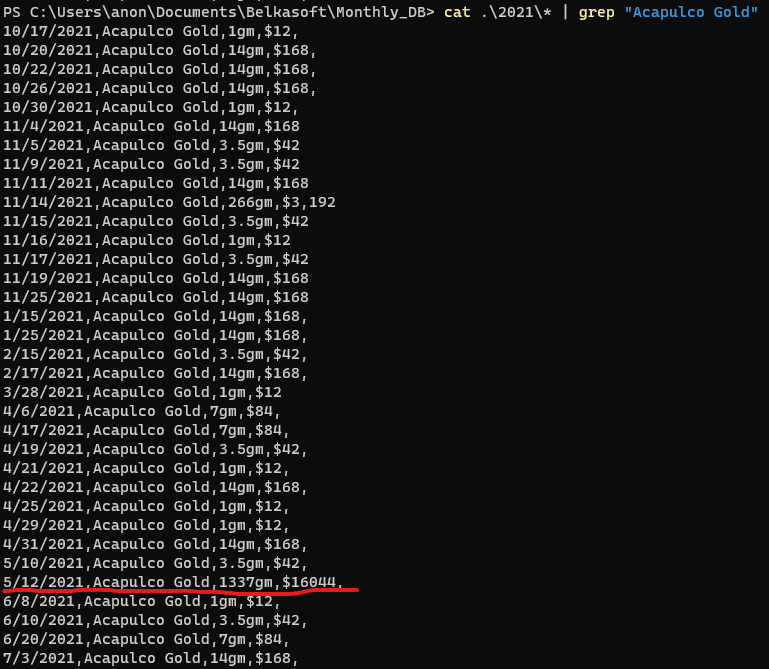 PS C:\Users\anon\Documents\Belkasoft\Monthly_DB> cat .\2021\* | grep "Acapulco Gold"
10/17/2021,Acapulco Gold,1gm,$12,
10/20/2021,Acapulco Gold,14gm,$168,
10/22/2021,Acapulco Gold,14gm,$168,
10/26/2021,Acapulco Gold,14gm,$168,
10/30/2021,Acapulco Gold,1gm,$12,
11/4/2021,Acapulco Gold,14gm,$168
11/5/2021,Acapulco Gold,3.5gm,$42
11/9/2021,Acapulco Gold,3.5gm,$42
11/11/2021,Acapulco Gold,14gm,$168
11/14/2021,Acapulco Gold,266gm,$3,192
11/15/2021,Acapulco Gold,3.5gm,$42
11/16/2021,Acapulco Gold,1gm,$12
11/17/2021,Acapulco Gold,3.5gm,$42
11/19/2021,Acapulco Gold,14gm,$168
11/25/2021,Acapulco Gold,14gm,$168
1/15/2021,Acapulco Gold,14gm,$168,
1/25/2021,Acapulco Gold,14gm,$168,
2/15/2021,Acapulco Gold,3.5gm,$42,
2/17/2021,Acapulco Gold,14gm,$168,
3/28/2021,Acapulco Gold,1gm,$12
4/6/2021,Acapulco Gold,7gm,$84,
4/17/2021,Acapulco Gold,7gm,$84,
4/19/2021,Acapulco Gold,3.5gm,$42,
4/21/2021,Acapulco Gold,1gm,$12,
4/22/2021,Acapulco Gold,14gm,$168,
4/25/2021,Acapulco Gold,1gm,$12,
4/29/2021,Acapulco Gold,1gm,$12,
4/31/2021,Acapulco Gold,14gm,$168,
5/10/2021,Acapulco Gold,3.5gm,$42,
5/12/2021,Acapulco Gold,1337gm,$16044,
6/8/2021,Acapulco Gold,1gm,$12,
6/10/2021,Acapulco Gold,3.5gm,$42,
6/20/2021,Acapulco Gold,7gm,$84,
7/3/2021,Acapulco Gold,14gm,$168,